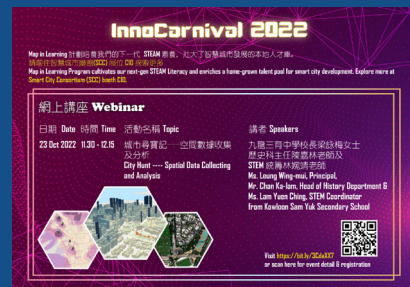 InnoCarnival 2022
Map in Learning 計劃培養我們的下一代 STEAM 素養，壯大了智慧城市發展的本地人才庫。
請前往智慧城市聯盟(SCC) 展位 C10 探索更多
Map in Learning Program cultivates our next-gen STEAM Literacy and enriches a home-grown talent pool for smart city development. Explore more at
Smart City Consortium (SCC) booth C10.
網上講座 Webinar
日期 Date 時間 Time 活動名稱 Topic
講者 Speakers
23 Oct 2022 11.30 - 12.15
城市尋寶記──空間數據收集
及分析
City Hunt ---- Spatial Data Collecting
and Analysis
九龍三育中學校長梁詠梅女士
歷史科主任陳嘉林老師及
STEM 統籌林婉婧老師
Ms. Leung Wing-mui, Principal,
Mr. Chan Ka-lam, Head of History Department &
Ms. Lam Yuen Ching, STEM Coordinator
from Kowloon Sam Yuk Secondary School
Visit
or scan here for event detail & registration